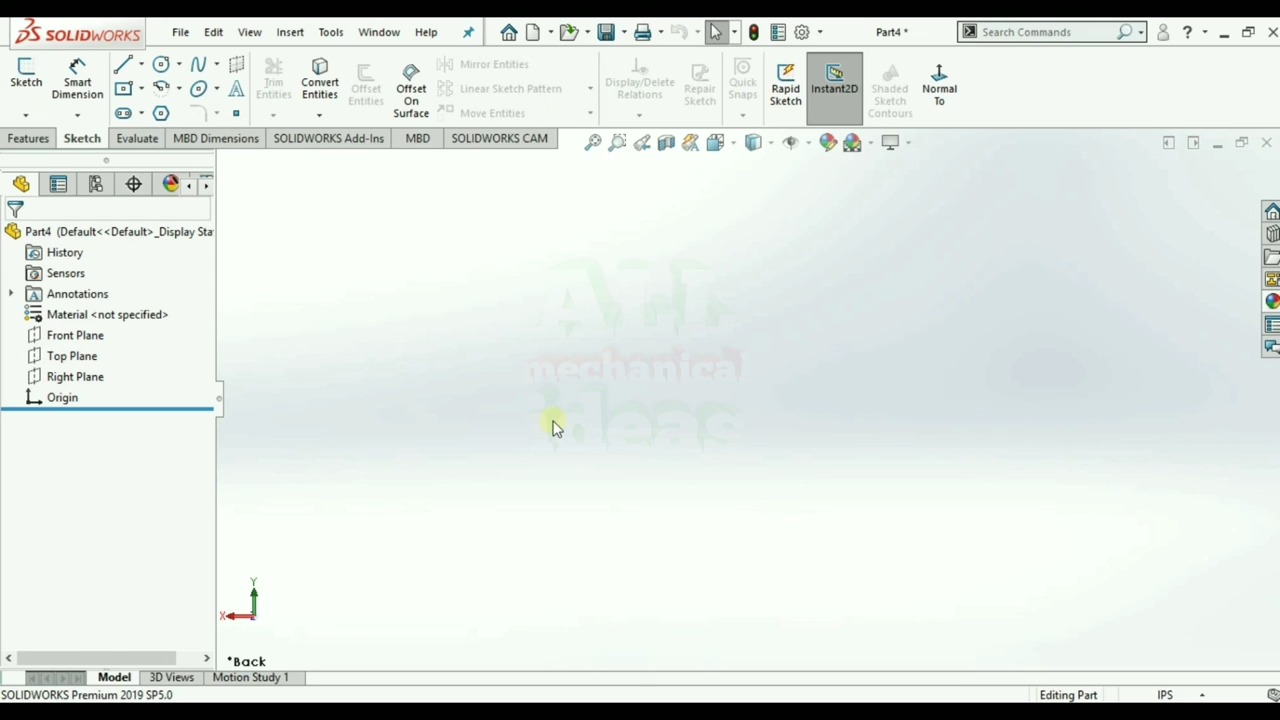 SOLIDWORKS File Edit View Insert Tools Window Help Part4 * Search Commands ?
Sketch Smart Dimension Trim Entities Convert Entities Offset Entities Offset On Surface Mirror Entities Linear Sketch Pattern Move Entities Display/Delete Relations Repair Sketch Quick Snaps Rapid Sketch Instant2D Shaded Sketch Contours Normal To
Features Sketch Evaluate MBD Dimensions SOLIDWORKS Add-Ins MBD SOLIDWORKS CAM
Part4 (Default<<Default>_Display Sta
History
Sensors
Annotations
Material <not specified>
Front Plane
Top Plane
Right Plane
Origin
mechanical
ideas
Y
X
*Back
Model 3D Views Motion Study 1
SOLIDWORKS Premium 2019 SP5.0 Editing Part IPS